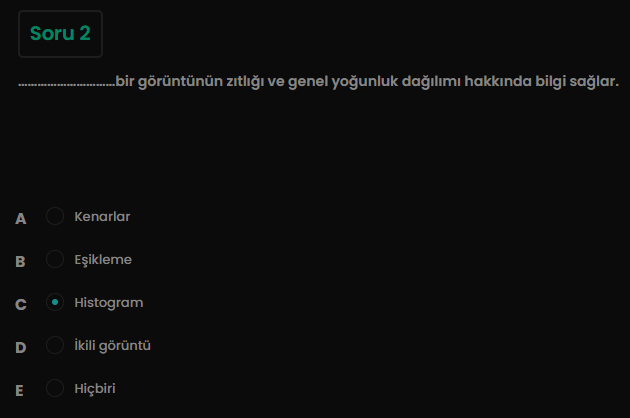 Soru 2
..............................bir görüntünün zıtlığı ve genel yoğunluk dağılımı hakkında bilgi sağlar.
A Kenarlar
B Eşikleme
C Histogram
D İkili görüntü
E Hiçbiri